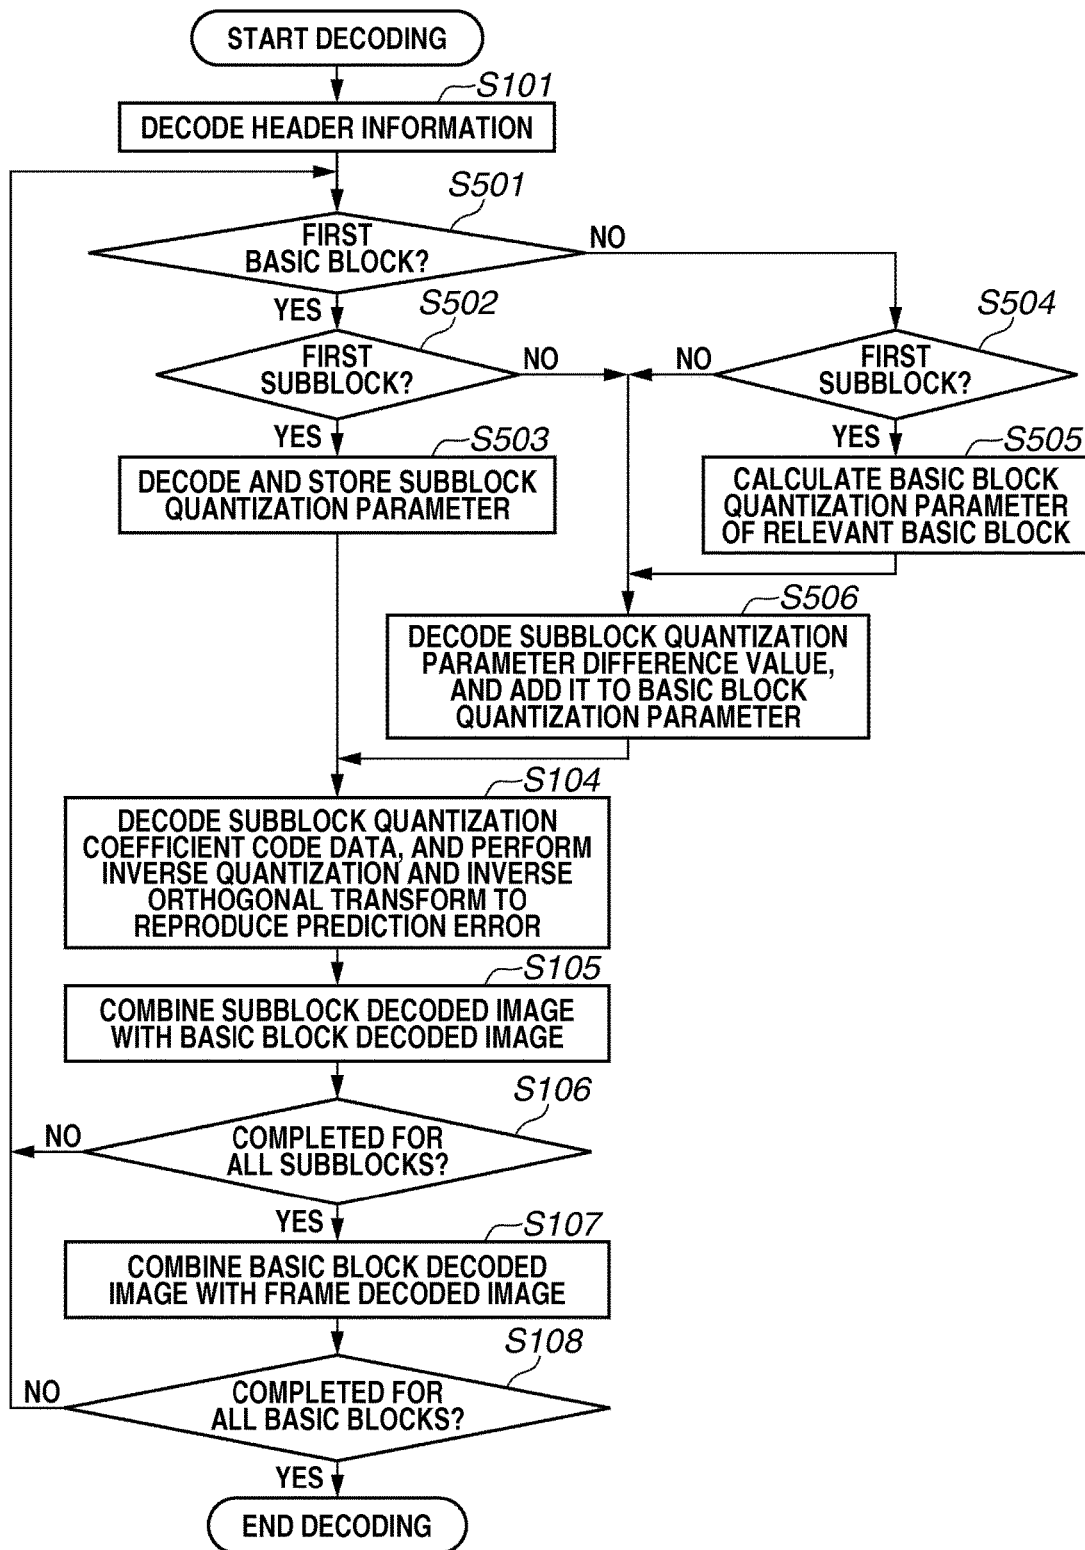 START DECODING
S101
DECODE HEADER INFORMATION
S501
FIRST
BASIC BLOCK?
NO
YES
S502
FIRST
SUBBLOCK?
NO
S504
NO
FIRST
SUBBLOCK?
YES
S503
DECODE AND STORE SUBBLOCK
QUANTIZATION PARAMETER
YES
S505
CALCULATE BASIC BLOCK
QUANTIZATION PARAMETER
OF RELEVANT BASIC BLOCK
S506
DECODE SUBBLOCK QUANTIZATION
PARAMETER DIFFERENCE VALUE,
AND ADD IT TO BASIC BLOCK
QUANTIZATION PARAMETER
S104
DECODE SUBBLOCK QUANTIZATION
COEFFICIENT CODE DATA, AND PERFORM
INVERSE QUANTIZATION AND INVERSE
ORTHOGONAL TRANSFORM TO
REPRODUCE PREDICTION ERROR
S105
COMBINE SUBBLOCK DECODED IMAGE
WITH BASIC BLOCK DECODED IMAGE
S106
NO
COMPLETED FOR
ALL SUBBLOCKS?
YES
S107
COMBINE BASIC BLOCK DECODED
IMAGE WITH FRAME DECODED IMAGE
S108
NO
COMPLETED FOR
ALL BASIC BLOCKS?
YES
END DECODING